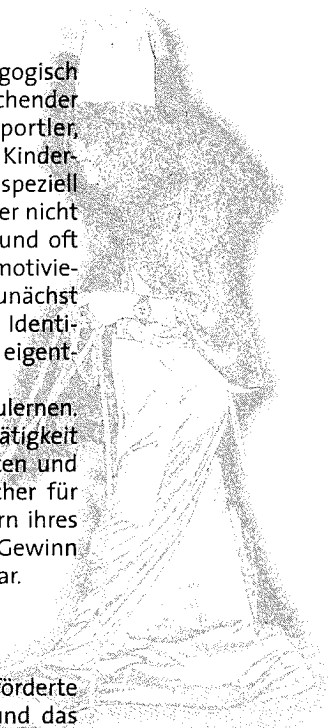 gogisch
chender
portler,
Kinder-
speziell
er nicht
und oft
motivie-
unächst
Identi-
eigent-
ulernen.
ätigkeit
ten und
cher für
rn ihres
Gewinn
ar.
örderte
und das